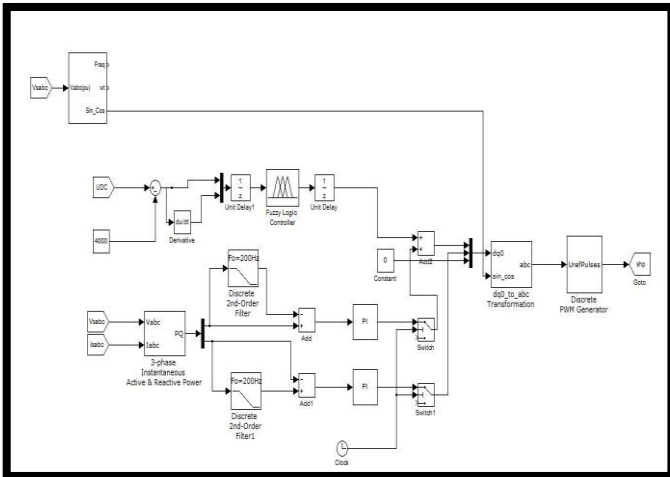 Freq
Vsabc
Vabc(pu)
wt
Sin_Cos
UDC
4000
du/dt
Derivative
1
z
Unit Delay1
Fuzzy Logic
Controller
1
z
Unit Delay
Fo=200Hz
Discrete
2nd-Order
Filter
0
Constant
Add2
dq0
abc
sin_cos
dq0_to_abc
Transformation
UrefPulses
Discrete
PWM Generator
shp
Goto
Vsabc
Isabc
Vabc
Iabc
PQ
3-phase
Instantaneous
Active & Reactive Power
Add
PI
Switch
Fo=200Hz
Discrete
2nd-Order
Filter1
Add1
PI
Switch1
Clock